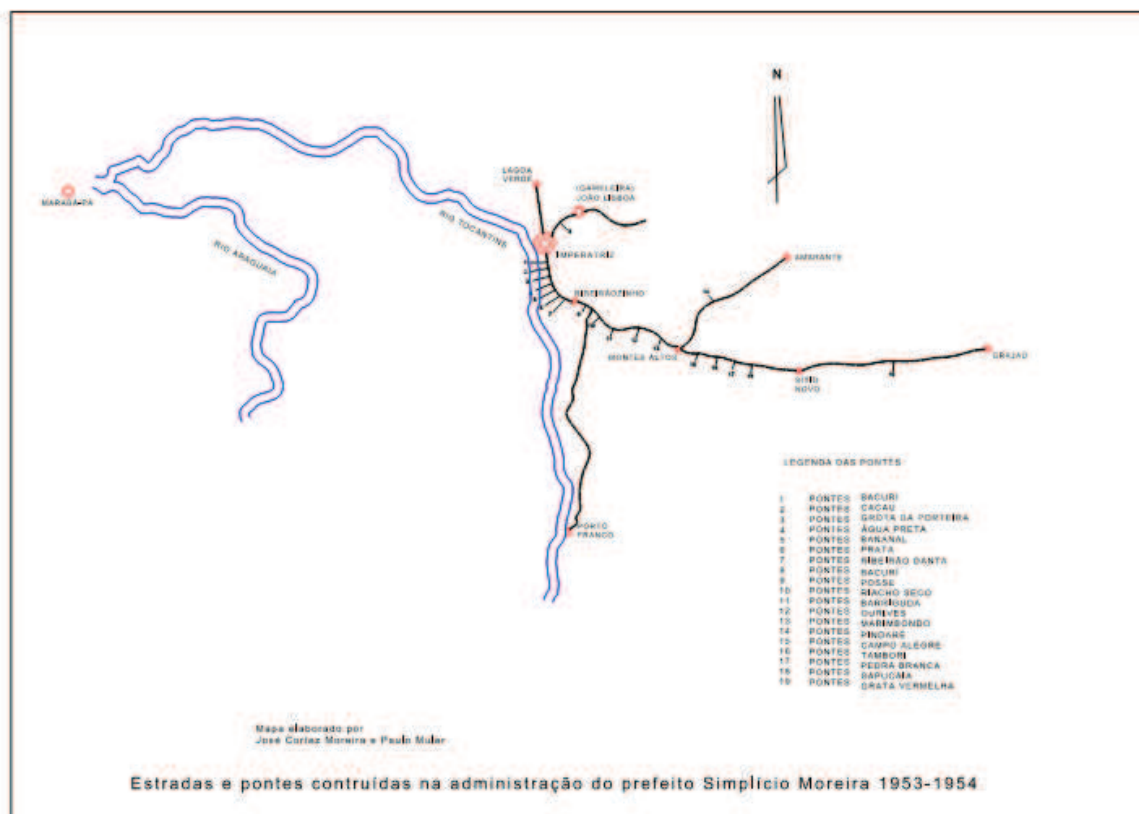 N
LAGOA
VERDE
(GAMELEIRA)
JOÃO LISBOA
MARABÁ-PA
RIO TOCANTINS
RIO ARAGUAIA
IMPERATRIZ
AMARANTE
RIBEIRÃOZINHO
MONTES ALTOS
GRAJAÚ
SITIO
NOVO
PORTO
FRANCO
LEGENDA DAS PONTES
1 PONTES BACURI
2 PONTES CACAU
3 PONTES GROTA DA PORTEIRA
4 PONTES ÁGUA PRETA
5 PONTES BANANAL
6 PONTES PRATA
7 PONTES RIBEIRÃO DANTA
8 PONTES BACURI
9 PONTES POSSE
10 PONTES RIACHO SECO
11 PONTES BARRIGUDA
12 PONTES OURIVES
13 PONTES MARIMBONDO
14 PONTES PINDARÉ
15 PONTES CAMPO ALEGRE
16 PONTES TAMBORI
17 PONTES PEDRA BRANCA
18 PONTES SAPUCAIA
19 PONTES GRATA VERMELHA
Mapa elaborado por
José Cortez Moreira e Paulo Muler
Estradas e pontes contruídas na administração do prefeito Simplício Moreira 1953-1954